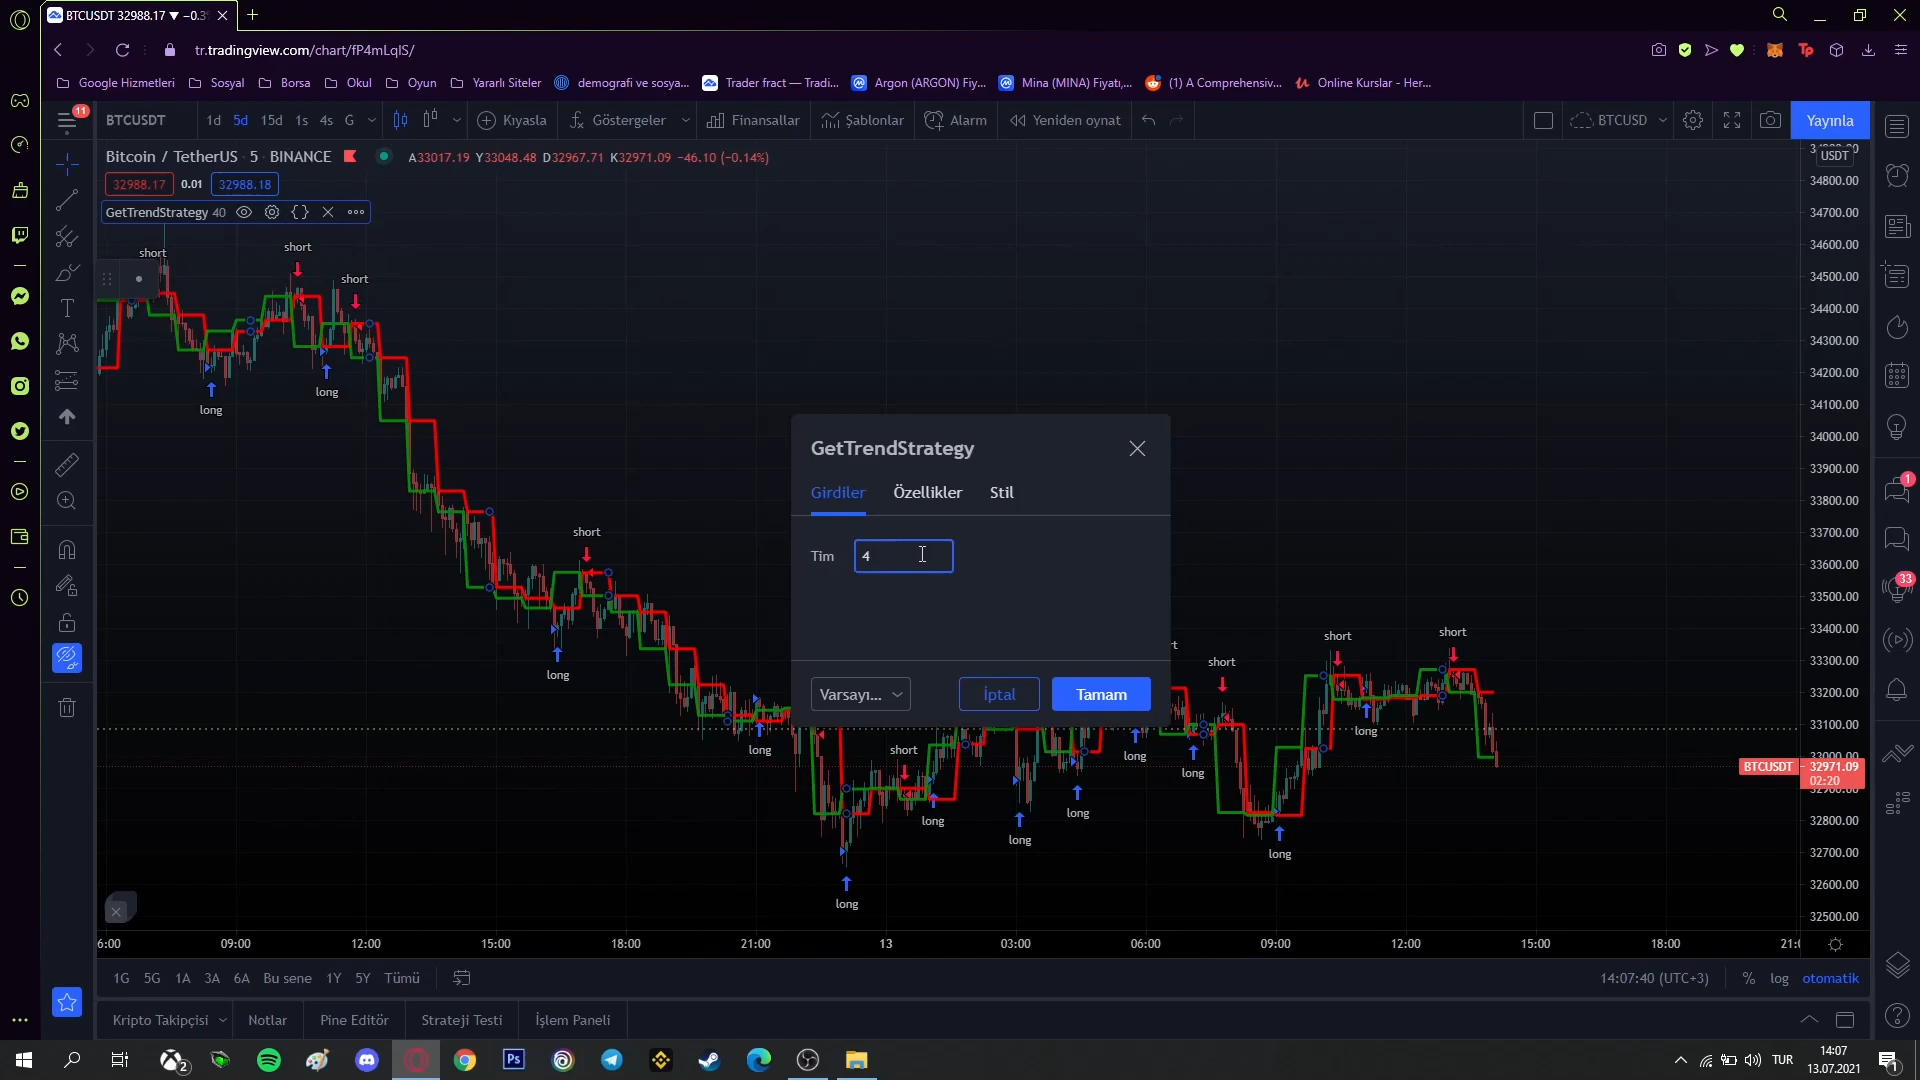 BTCUSDT 32988.17 ▼ −0.3
tr.tradingview.com/chart/fP4mLqIS/
Google Hizmetleri
Sosyal
Borsa
Okul
Oyun
Yararlı Siteler
demografi ve sosya...
Trader fract — Tradi...
Argon (ARGON) Fiy...
Mina (MINA) Fiyatı,...
(1) A Comprehensiv...
Online Kurslar - Her...
11
BTCUSDT
1d 5d 15d 1s 4s G
Kıyasla
Göstergeler
Finansallar
Şablonlar
Alarm
Yeniden oynat
BTCUSD
Yayınla
Bitcoin / TetherUS · 5 · BINANCE
A33017.19 Y33048.48 D32967.71 K32971.09 −46.10 (−0.14%)
32988.17 0.01 32988.18
GetTrendStrategy 40
USDT
34800.00
34700.00
34600.00
34500.00
34400.00
34300.00
34200.00
34100.00
34000.00
33900.00
33800.00
33700.00
33600.00
33500.00
33400.00
33300.00
33200.00
33100.00
33000.00
BTCUSDT 32971.09
02:20
32800.00
32700.00
32600.00
32500.00
short
short
short
long
long
short
long
long
short
long
long
long
long
long
long
short
long
short
long
short
GetTrendStrategy
Girdiler
Özellikler
Stil
Tim
4
Varsayı...
İptal
Tamam
1
33
6:00 09:00 12:00 15:00 18:00 21:00 13 03:00 06:00 09:00 12:00 15:00 18:00 21:0
1G 5G 1A 3A 6A Bu sene 1Y 5Y Tümü
14:07:40 (UTC+3)
% log otomatik
Kripto Takipçisi
Notlar
Pine Editör
Strateji Testi
İşlem Paneli
2
Ps
TUR
14:07
13.07.2021
1